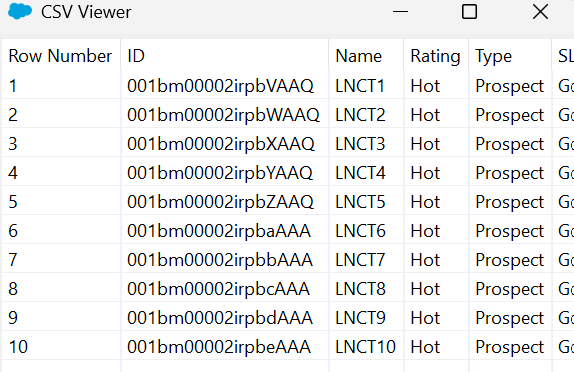 CSV Viewer
Row Number ID Name Rating Type SL
1 001bm00002irpbVAAQ LNCT1 Hot Prospect Go
2 001bm00002irpbWAAQ LNCT2 Hot Prospect Go
3 001bm00002irpbXAAQ LNCT3 Hot Prospect Go
4 001bm00002irpbYAAQ LNCT4 Hot Prospect Go
5 001bm00002irpbZAAQ LNCT5 Hot Prospect Go
6 001bm00002irpbaAAA LNCT6 Hot Prospect Go
7 001bm00002irpbbAAA LNCT7 Hot Prospect Go
8 001bm00002irpbcAAA LNCT8 Hot Prospect Go
9 001bm00002irpbdAAA LNCT9 Hot Prospect Go
10 001bm00002irpbeAAA LNCT10 Hot Prospect Go